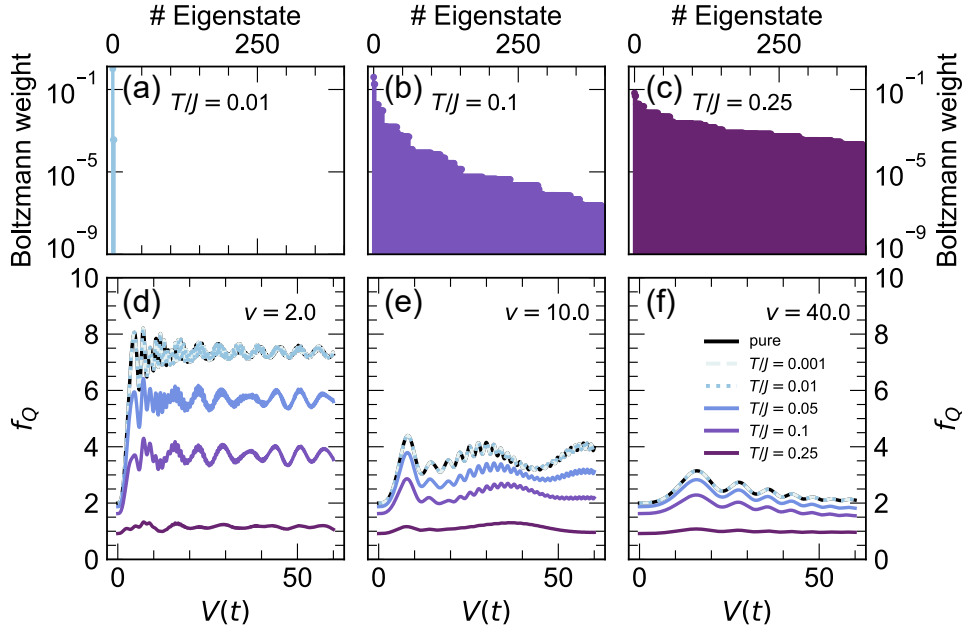 # Eigenstate # Eigenstate # Eigenstate
0 250 0 250 0 250
Boltzmann weight
10⁻¹
10⁻⁵
10⁻⁹
(a)
T/J = 0.01
(b)
T/J = 0.1
(c)
T/J = 0.25
10⁻¹
10⁻⁵
10⁻⁹
Boltzmann weight
f_Q
10
8
6
4
2
0
(d)
v = 2.0
(e)
v = 10.0
(f)
v = 40.0
pure
T/J = 0.001
T/J = 0.01
T/J = 0.05
T/J = 0.1
T/J = 0.25
10
8
6
4
2
0
f_Q
0 50 0 50 0 50
V(t) V(t) V(t)